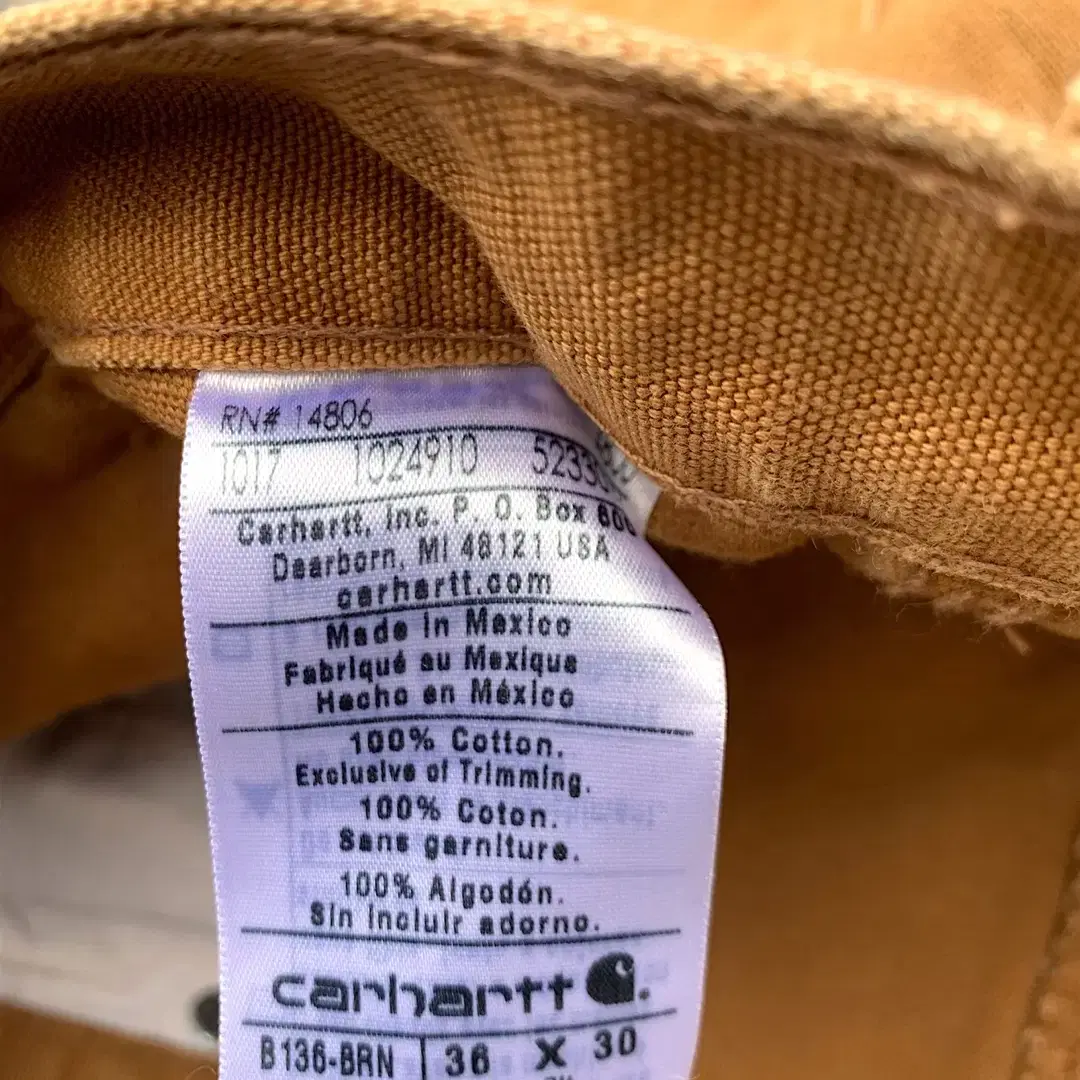 RN# 14806
1017 1024910 5233
Carhartt, Inc. P. O. Box
Dearborn, MI 48121 USA
carhartt.com
Made in Mexico
Fabriqué au Mexique
Hecho en México
100% Cotton.
Exclusive of Trimming.
100% Coton.
Sans garniture.
100% Algodón.
Sin incluir adorno.
carhartt
B136-BRN 36 X 30